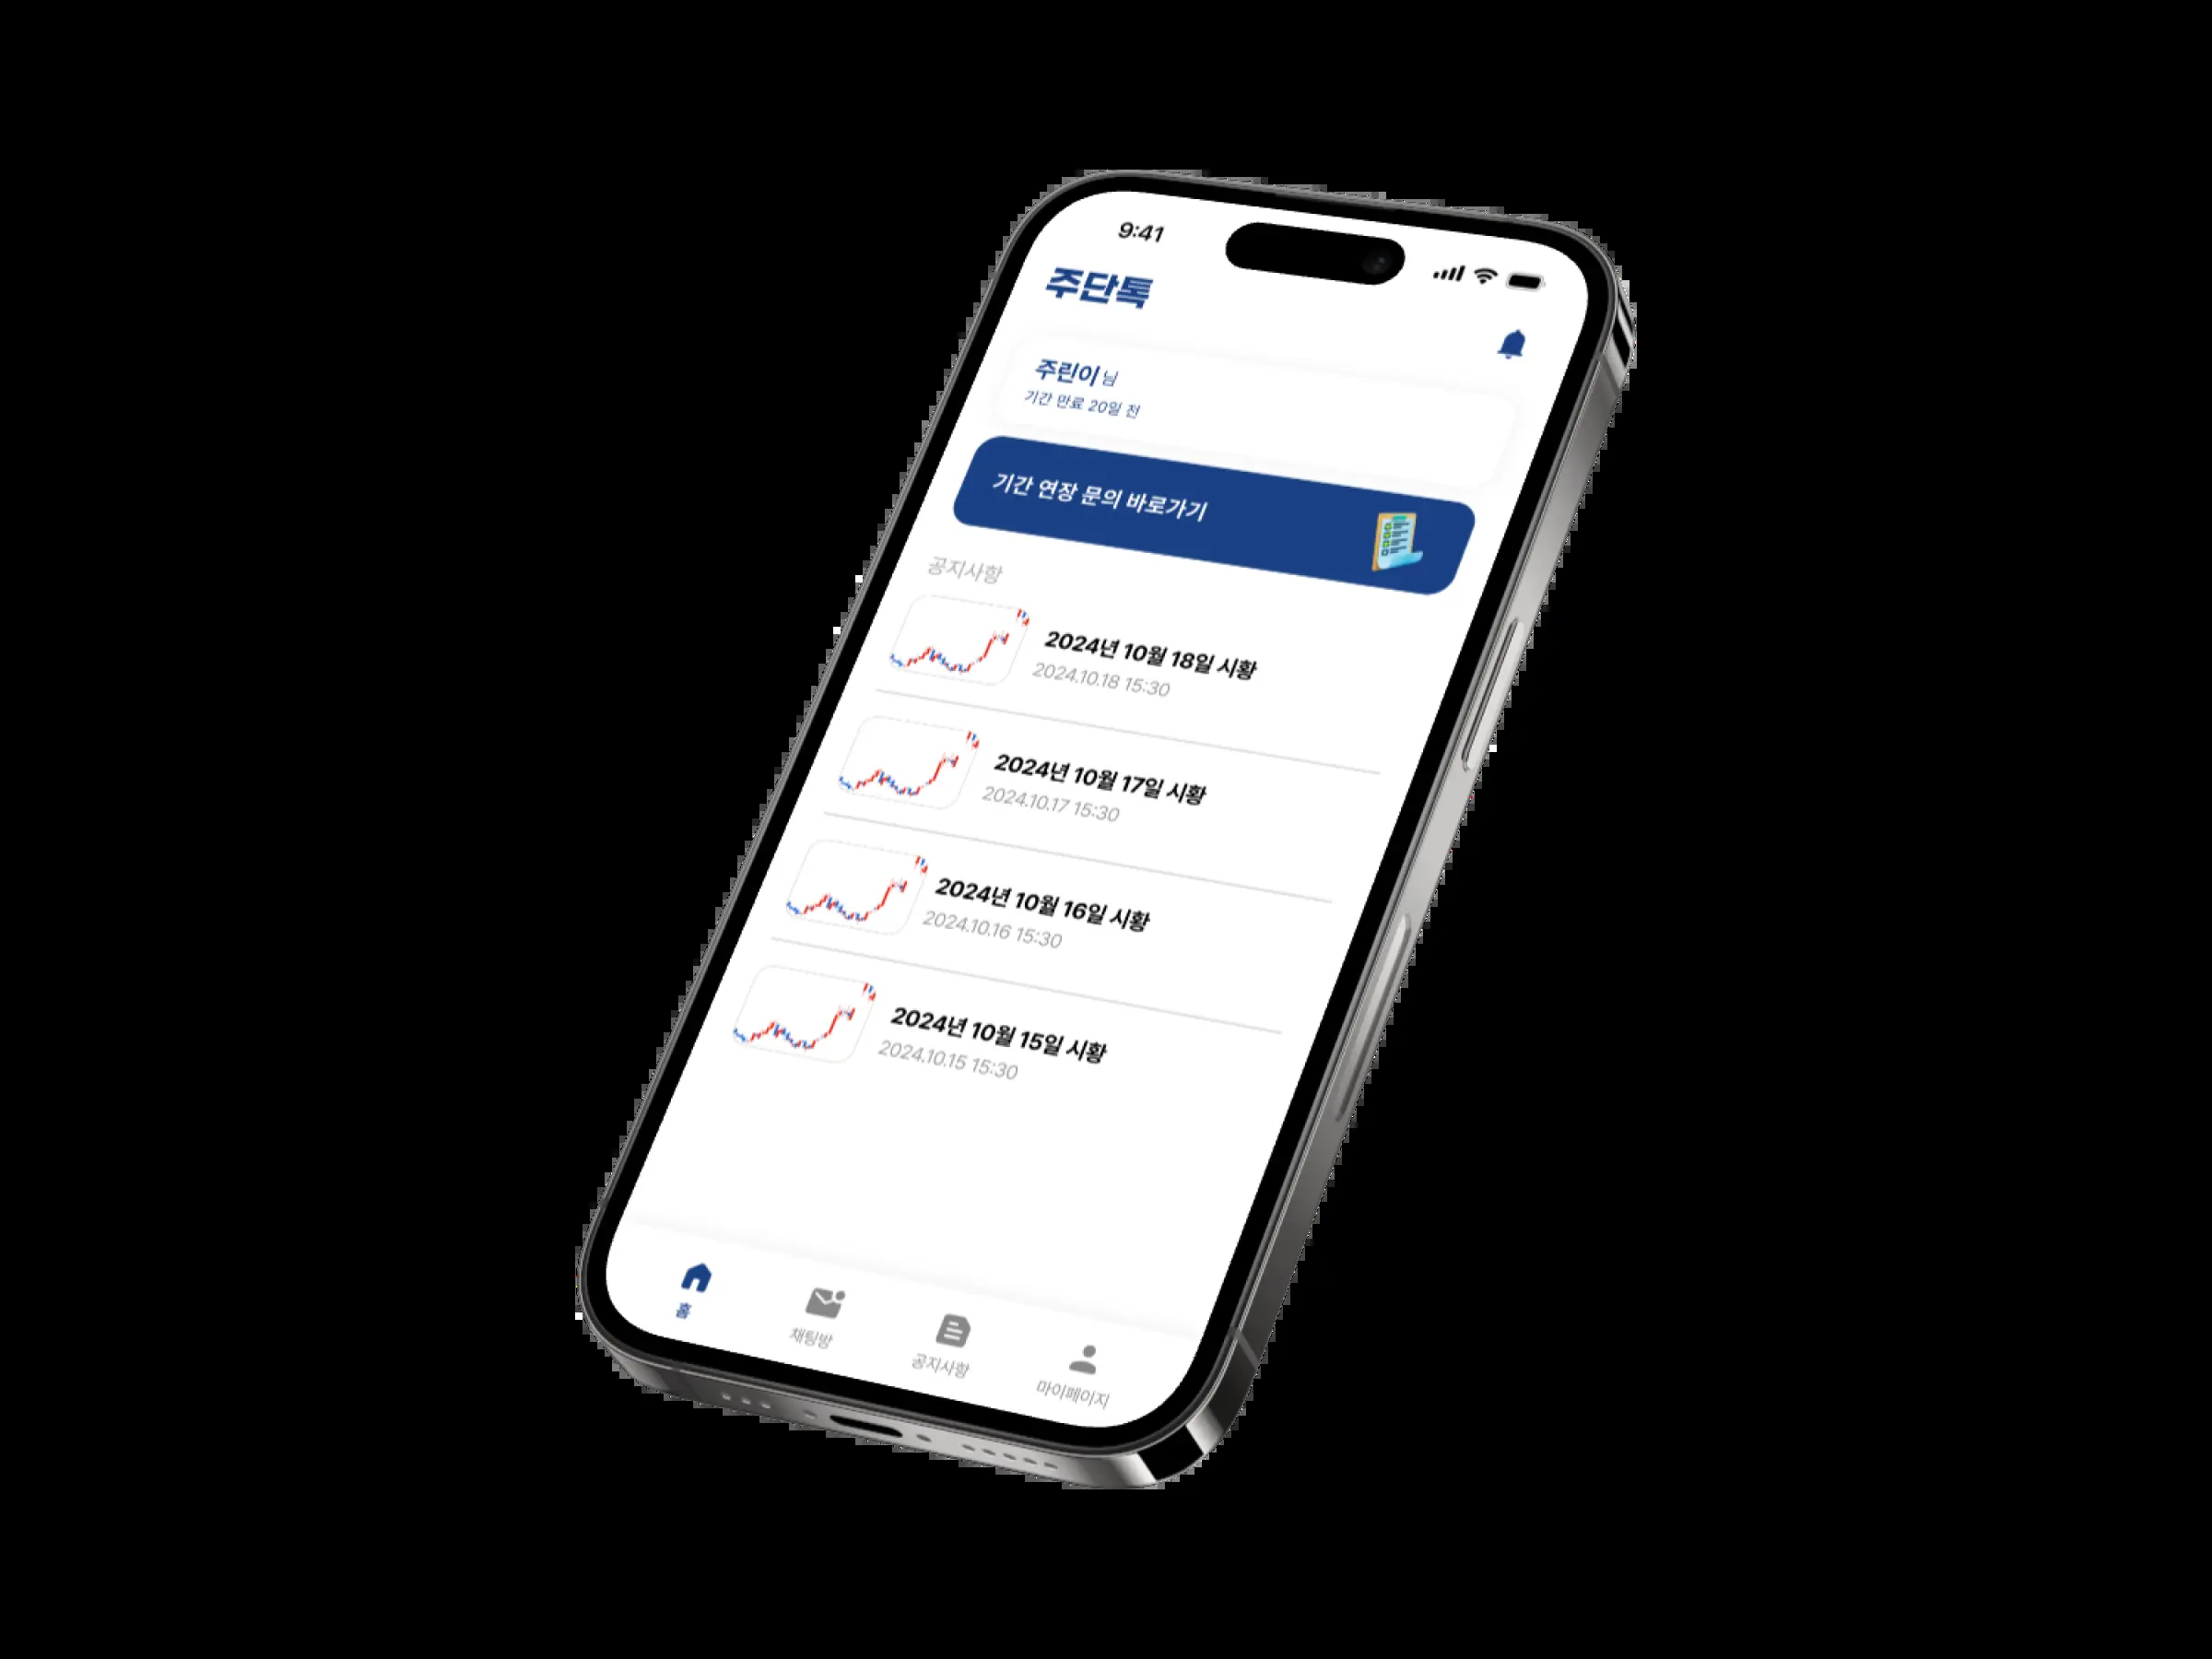 9:41
주단톡
주린이 님
기간 만료 20일 전
기간 연장 문의 바로가기
공지사항
2024년 10월 18일 시황
2024.10.18 15:30
2024년 10월 17일 시황
2024.10.17 15:30
2024년 10월 16일 시황
2024.10.16 15:30
2024년 10월 15일 시황
2024.10.15 15:30
홈
채팅방
공지사항
마이페이지